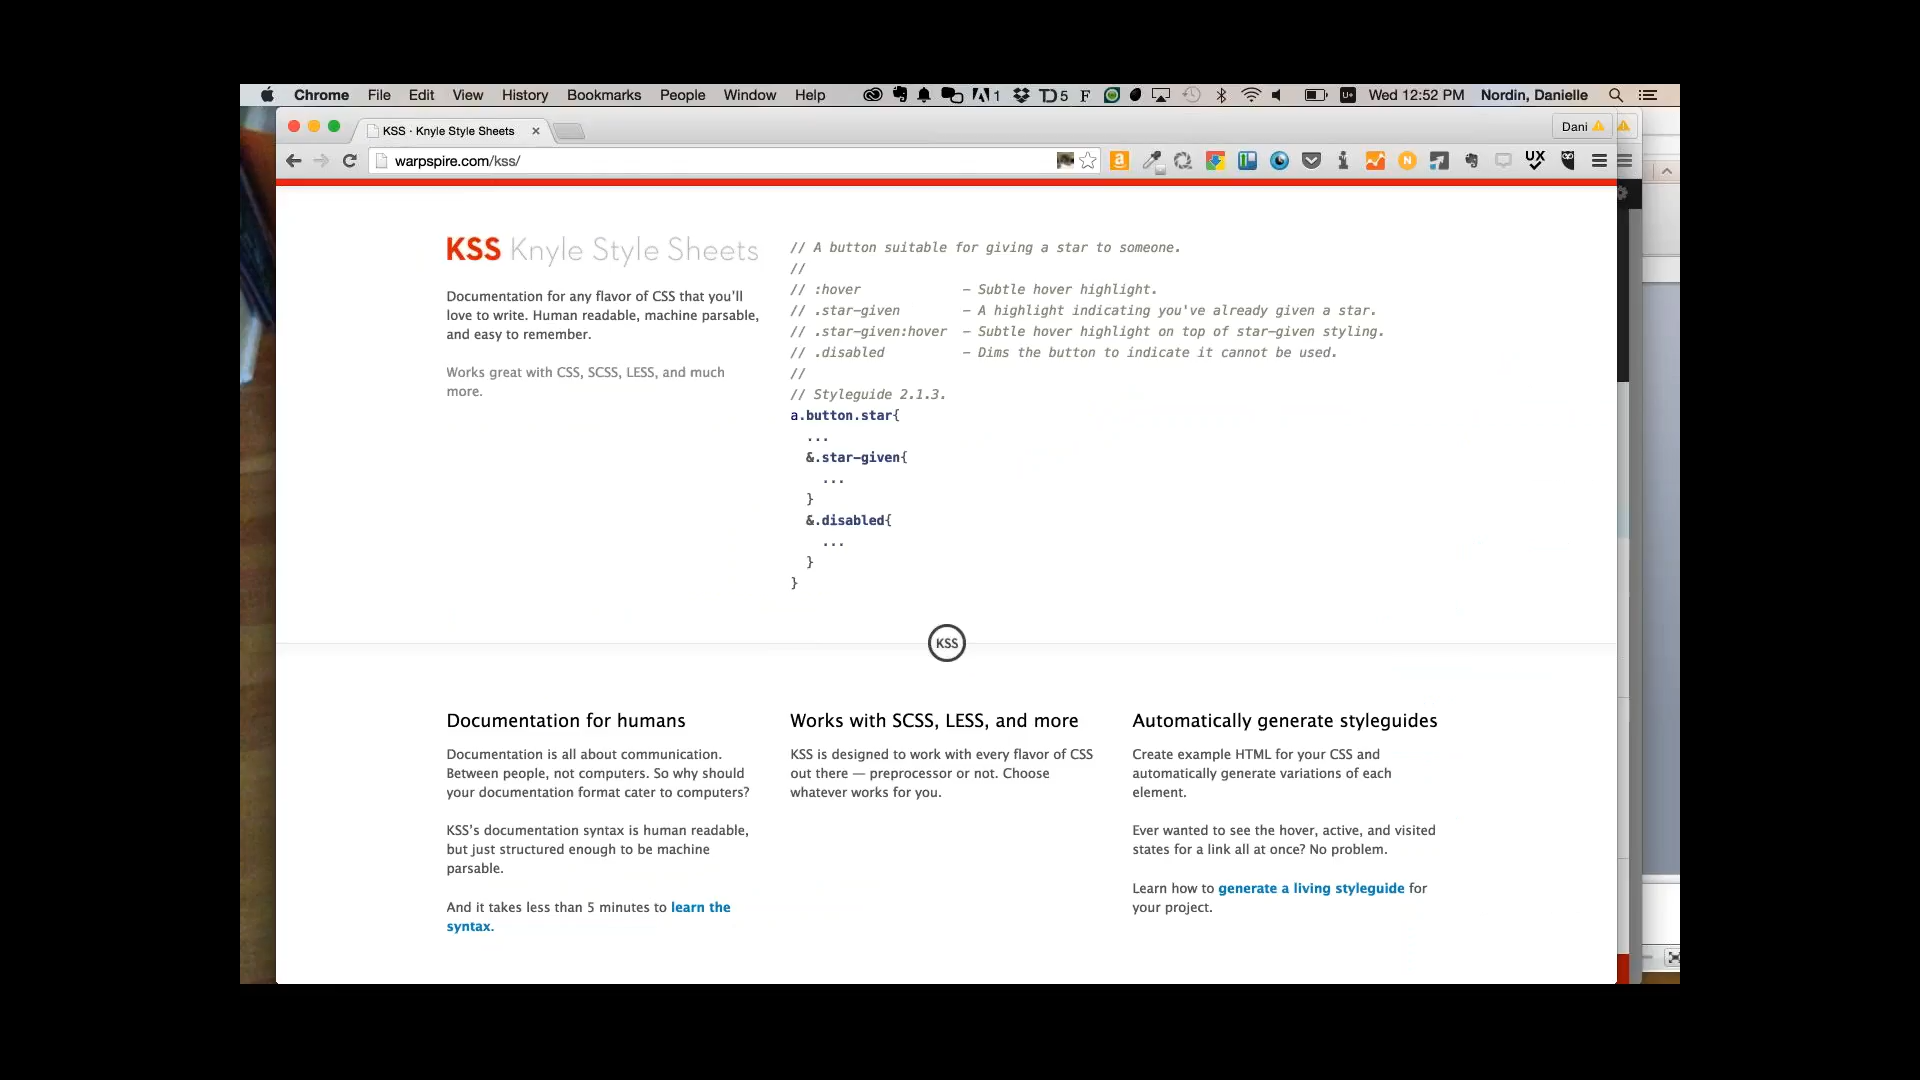 Chrome File Edit View History Bookmarks People Window Help 1 5 Wed 12:52 PM Nordin, Danielle
KSS · Knyle Style Sheets
Dani
warpspire.com/kss/
UX
KSS Knyle Style Sheets
Documentation for any flavor of CSS that you’ll
love to write. Human readable, machine parsable,
and easy to remember.
Works great with CSS, SCSS, LESS, and much
more.
// A button suitable for giving a star to someone.
//
// :hover – Subtle hover highlight.
// .star-given – A highlight indicating you've already given a star.
// .star-given:hover – Subtle hover highlight on top of star-given styling.
// .disabled – Dims the button to indicate it cannot be used.
//
// Styleguide 2.1.3.
a.button.star{
...
&.star-given{
...
}
&.disabled{
...
}
}
KSS
Documentation for humans
Documentation is all about communication.
Between people, not computers. So why should
your documentation format cater to computers?
KSS’s documentation syntax is human readable,
but just structured enough to be machine
parsable.
And it takes less than 5 minutes to learn the
syntax.
Works with SCSS, LESS, and more
KSS is designed to work with every flavor of CSS
out there — preprocessor or not. Choose
whatever works for you.
Automatically generate styleguides
Create example HTML for your CSS and
automatically generate variations of each
element.
Ever wanted to see the hover, active, and visited
states for a link all at once? No problem.
Learn how to generate a living styleguide for
your project.